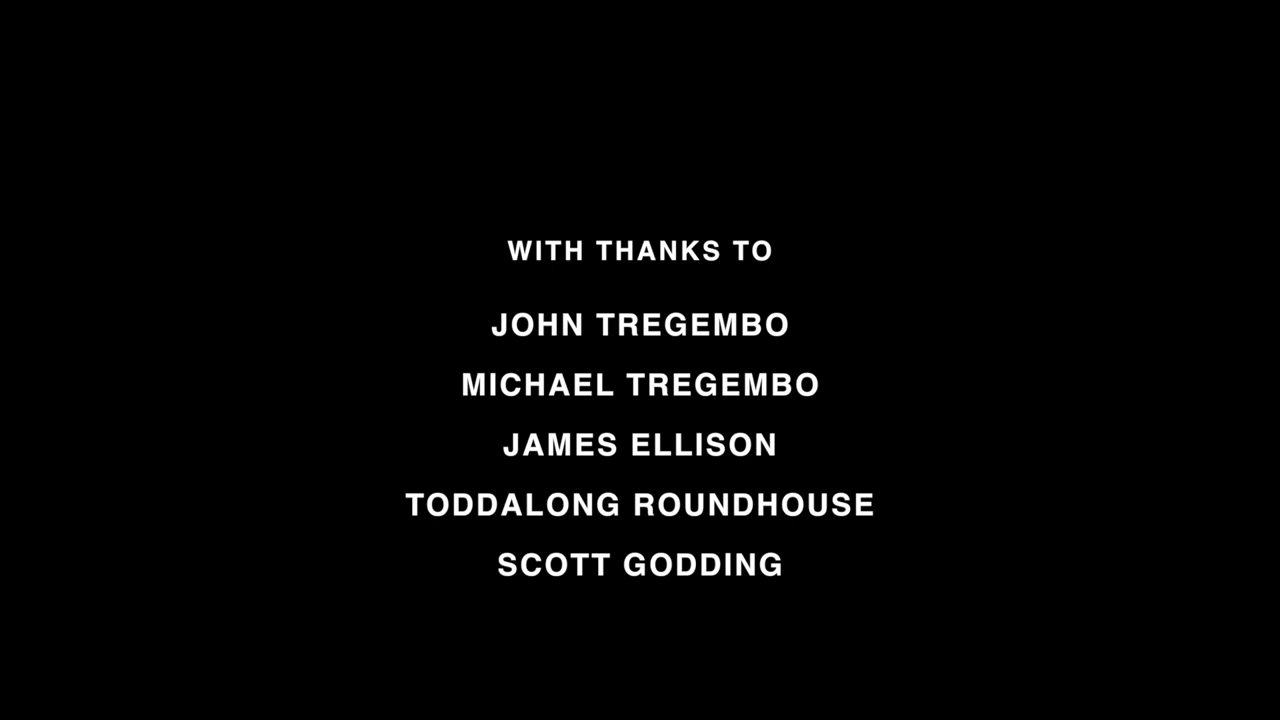 WITH THANKS TO
JOHN TREGEMBO
MICHAEL TREGEMBO
JAMES ELLISON
TODDALONG ROUNDHOUSE
SCOTT GODDING